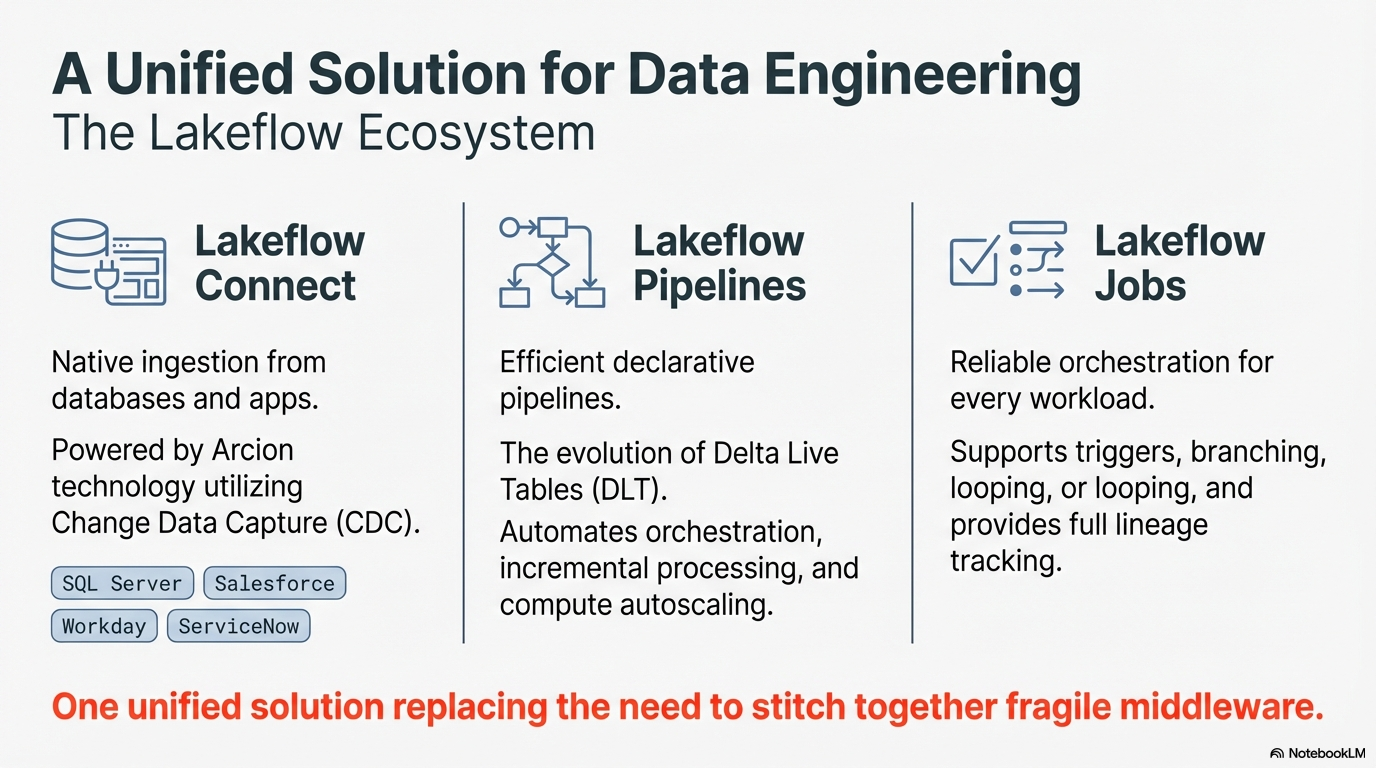 A Unified Solution for Data Engineering
The Lakeflow Ecosystem
Lakeflow
Connect
Native ingestion from
databases and apps.
Powered by Arcion
technology utilizing
Change Data Capture (CDC).
SQL Server
Salesforce
Workday
ServiceNow
Lakeflow
Pipelines
Efficient declarative
pipelines.
The evolution of Delta Live
Tables (DLT).
Automates orchestration,
incremental processing, and
compute autoscaling.
Lakeflow
Jobs
Reliable orchestration for
every workload.
Supports triggers, branching,
looping, or looping, and
provides full lineage
tracking.
One unified solution replacing the need to stitch together fragile middleware.
NotebookLM